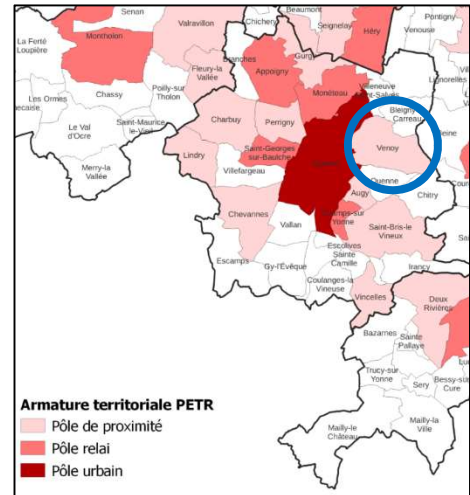 Senan
Chichery
Beaumont
Seignelay
Héry
Pontigny
Venouse
La Ferté
Loupière
Montholon
Valravillon
Fleury-la
Vallée
Branches
Appoigny
Gurgy
Monéteau
Villeneuve
Saint-Salves
Lignorelles
Les Ormes
Chassy
Poilly-sur
Tholon
Bleigny
Carreau
Charbuy
Perrigny
Saint-Maurice
le-Vieil
Le Val
d'Ocre
Merry-la
Vallée
Lindry
Saint-Georges
sur-Baulche
Villefargeau
Venoy
Beine
Quenne
Augy
Chitry
Chevannes
Vallan
Champs-sur
Yonne
Saint-Bris-le
Vineux
Escamps
Gy-l'Évêque
Escolives
Sainte
Camille
Coulanges-la
Vineuse
Irancy
Vincelles
Deux
Rivières
Bazarnes
Sainte
Pallaye
Trucy-sur
Yonne
Sery
Bessy-sur
Cure
Mailly-le
Château
Mailly-la
Ville
Armature territoriale PETR
Pôle de proximité
Pôle relai
Pôle urbain